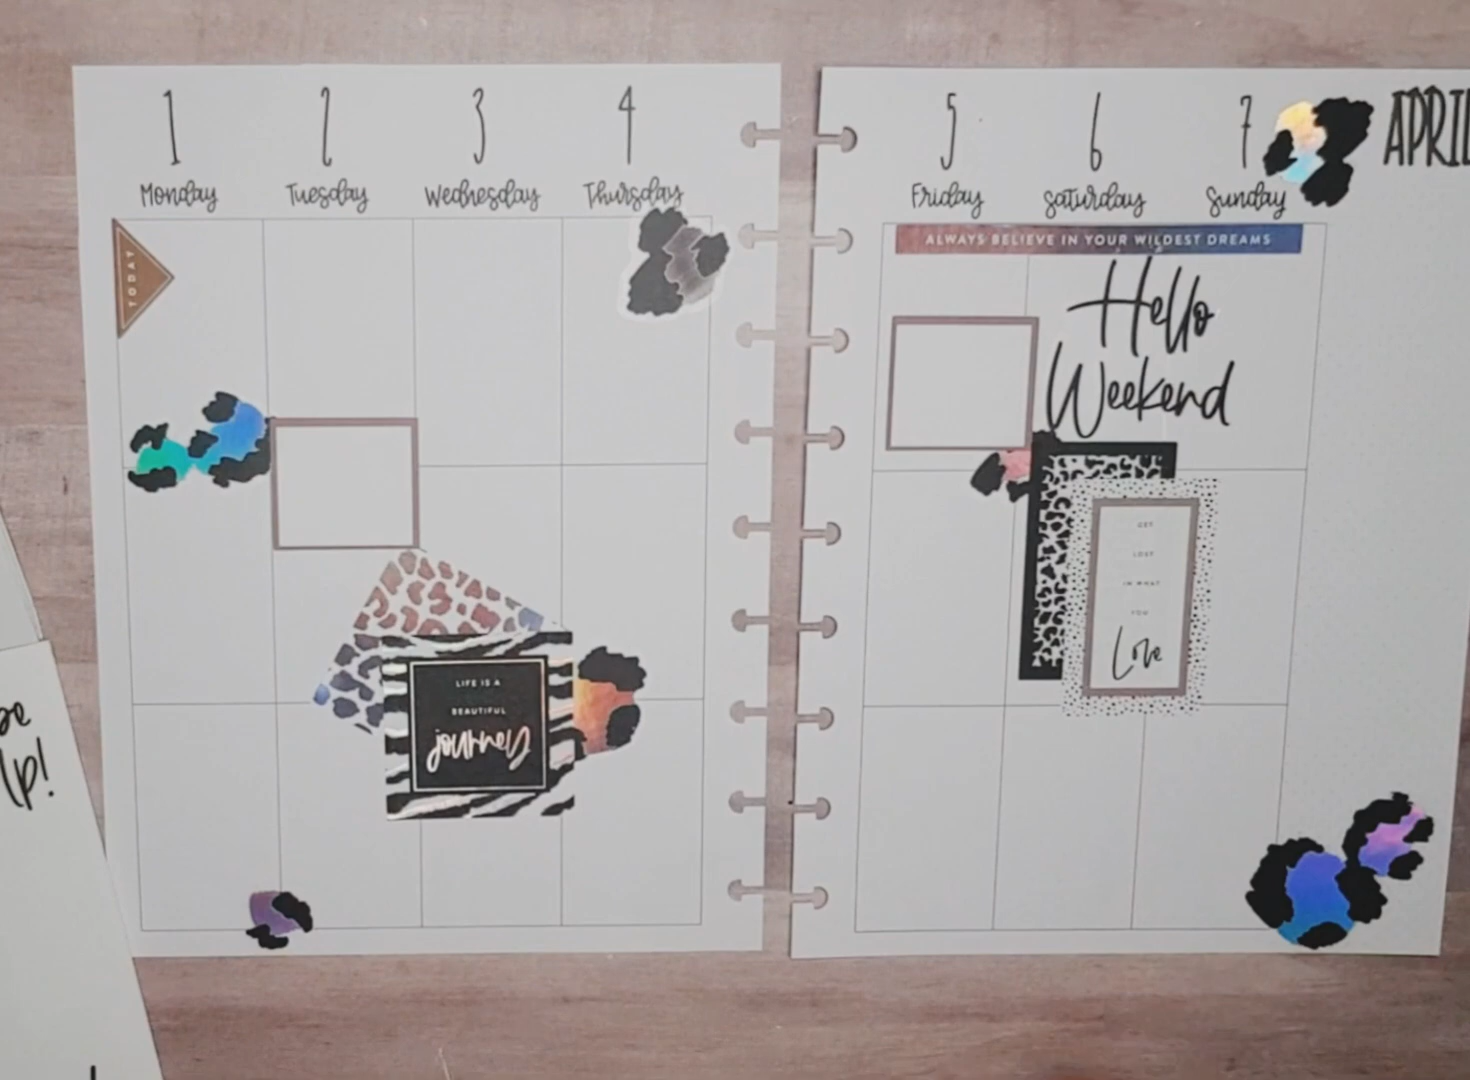 1 2 3 4
Monday Tuesday Wednesday Thursday
TODAY
LIFE IS A
BEAUTIFUL
journey
5 6 7 APRIL
Friday Saturday Sunday
ALWAYS BELIEVE IN YOUR WILDEST DREAMS
Hello
Weekend
GET
LOST
IN WHAT
YOU
Love